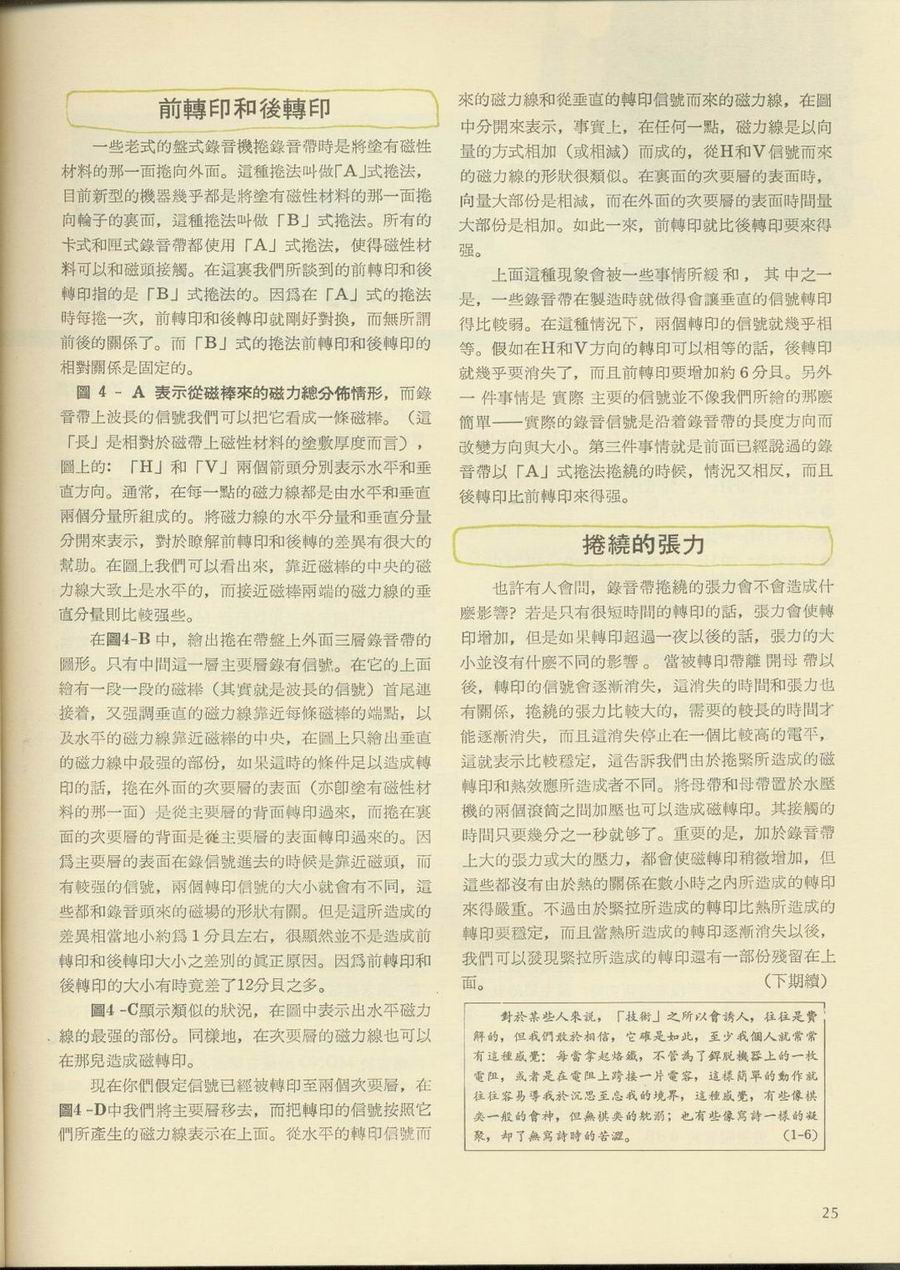 前轉印和後轉印
一些老式的盤式錄音機捲錄音帶時是將塗有磁性
材料的那一面捲向外面。這種捲法叫做「A」式捲法，
目前新型的機器幾乎都是將塗有磁性材料的那一面捲
向輪子的裏面，這種捲法叫做「B」式捲法。所有的
卡式和匣式錄音帶都使用「A」式捲法，使得磁性材
料可以和磁頭接觸。在這裏我們所談到的前轉印和後
轉印指的是「B」式捲法的。因爲在「A」式的捲法
時每捲一次，前轉印和後轉印就剛好對換，而無所謂
前後的關係了。而「B」式的捲法前轉印和後轉印的
相對關係是固定的。
圖 4 - A 表示從磁棒來的磁力總分佈情形，而錄
音帶上波長的信號我們可以把它看成一條磁棒。（這
「長」是相對於磁帶上磁性材料的塗敷厚度而言），
圖上的：「H」和「V」兩個箭頭分別表示水平和垂
直方向。通常，在每一點的磁力線都是由水平和垂直
兩個分量所組成的。將磁力線的水平分量和垂直分量
分開來表示，對於瞭解前轉印和後轉的差異有很大的
幫助。在圖上我們可以看出來，靠近磁棒的中央的磁
力線大致上是水平的，而接近磁棒兩端的磁力線的垂
直分量則比較强些。
在圖4-B 中，繪出捲在帶盤上外面三層錄音帶的
圖形。只有中間這一層主要層錄有信號。在它的上面
繪有一段一段的磁棒（其實就是波長的信號）首尾連
接着，又强調垂直的磁力線靠近每條磁棒的端點，以
及水平的磁力線靠近磁棒的中央，在圖上只繪出垂直
的磁力線中最强的部份，如果這時的條件足以造成轉
印的話，捲在外面的次要層的表面（亦卽塗有磁性材
料的那一面）是從主要層的背面轉印過來，而捲在裏
面的次要層的背面是從主要層的表面轉印過來的。因
爲主要層的表面在錄信號進去的時候是靠近磁頭，而
有較强的信號，兩個轉印信號的大小就會有不同，這
些都和錄音頭來的磁場的形狀有關。但是這所造成的
差異相當地小約爲 1 分貝左右，很顯然並不是造成前
轉印和後轉印大小之差別的眞正原因。因爲前轉印和
後轉印的大小有時竟差了12分貝之多。
圖4 -C顯示類似的狀況，在圖中表示出水平磁力
線的最强的部份。同樣地，在次要層的磁力線也可以
在那兒造成磁轉印。
現在你們假定信號已經被轉印至兩個次要層，在
圖4 -D中我們將主要層移去，而把轉印的信號按照它
們所產生的磁力線表示在上面。從水平的轉印信號而
來的磁力線和從垂直的轉印信號而來的磁力線，在圖
中分開來表示，事實上，在任何一點，磁力線是以向
量的方式相加（或相減）而成的，從H和V信號而來
的磁力線的形狀很類似。在裏面的次要層的表面時，
向量大部份是相減，而在外面的次要層的表面時間量
大部份是相加。如此一來，前轉印就比後轉印要來得
强。
上面這種現象會被一些事情所緩 和 ， 其 中之一
是，一些錄音帶在製造時就做得會讓垂直的信號轉印
得比較弱。在這種情況下，兩個轉印的信號就幾乎相
等。假如在H和V方向的轉印可以相等的話，後轉印
就幾乎要消失了，而且前轉印要增加約 6 分貝。另外
一 件事情是 實際 主要的信號並不像我們所繪的那麽
簡單——實際的錄音信號是沿着錄音帶的長度方向而
改變方向與大小。第三件事情就是前面已經說過的錄
音帶以「A」式捲法捲繞的時候，情況又相反，而且
後轉印比前轉印來得强。
捲繞的張力
也許有人會問，錄音帶捲繞的張力會不會造成什
麽影響？若是只有很短時間的轉印的話，張力會使轉
印增加，但是如果轉印超過一夜以後的話，張力的大
小並沒有什麽不同的影響 。 當被轉印帶離 開母 帶以
後，轉印的信號會逐漸消失，這消失的時間和張力也
有關係，捲繞的張力比較大的，需要的較長的時間才
能逐漸消失，而且這消失停止在一個比較高的電平，
這就表示比較穩定，這告訴我們由於捲緊所造成的磁
轉印和熱效應所造成者不同。將母帶和母帶置於水壓
機的兩個滾筒之間加壓也可以造成磁轉印。其接觸的
時間只要幾分之一秒就够了。重要的是，加於錄音帶
上大的張力或大的壓力，都會使磁轉印稍微增加，但
這些都沒有由於熱的關係在數小時之內所造成的轉印
來得嚴重。不過由於緊拉所造成的轉印比熱所造成的
轉印要穩定，而且當熱所造成的轉印逐漸消失以後，
我們可以發現緊拉所造成的轉印還有一部份殘留在上
面。（下期續）
對於某些人來說，「技術」之所以會誘人，往往是費
解的，但我們敢於相信，它確是如此，至少我個人就常常
有這種感覺：每當拿起烙鐵，不管爲了銲脫機器上的一枚
電阻，或者是在電阻上跨接一片電容，這樣簡單的動作就
往往容易導我於沉思至忘我的境界，這種感覺，有些像棋
奕一般的會神，但無棋奕的躭溺；也有些像寫詩一樣的凝
聚，却了無寫詩時的苦澀。(1-6)
25